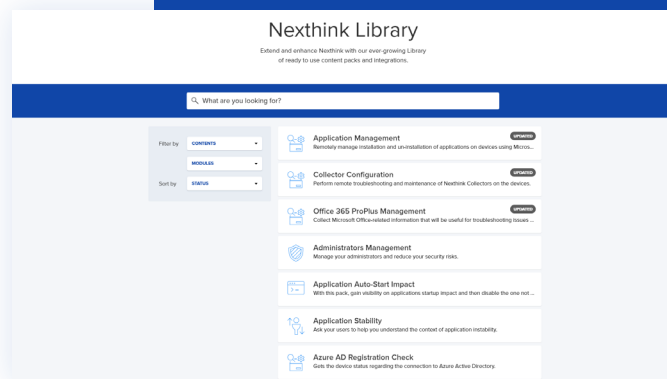 Nexthink Library
Extend and enhance Nexthink with our ever-growing Library
of ready to use content packs and integrations.
What are you looking for?
Filter by
CONTENTS
MODULES
Sort by
STATUS
Application Management
UPDATED
Remotely manage installation and un-installation of applications on devices using Micros...
Collector Configuration
UPDATED
Perform remote troubleshooting and maintenance of Nexthink Collectors on the devices.
Office 365 ProPlus Management
UPDATED
Collect Microsoft Office-related information that will be useful for troubleshooting issues ...
Administrators Management
Manage your administrators and reduce your security risks.
Application Auto-Start Impact
With this pack, gain visibility on applications startup impact and then disable the one not ...
Application Stability
Ask your users to help you understand the context of application instability.
Azure AD Registration Check
Gets the device status regarding the connection to Azure Active Directory.